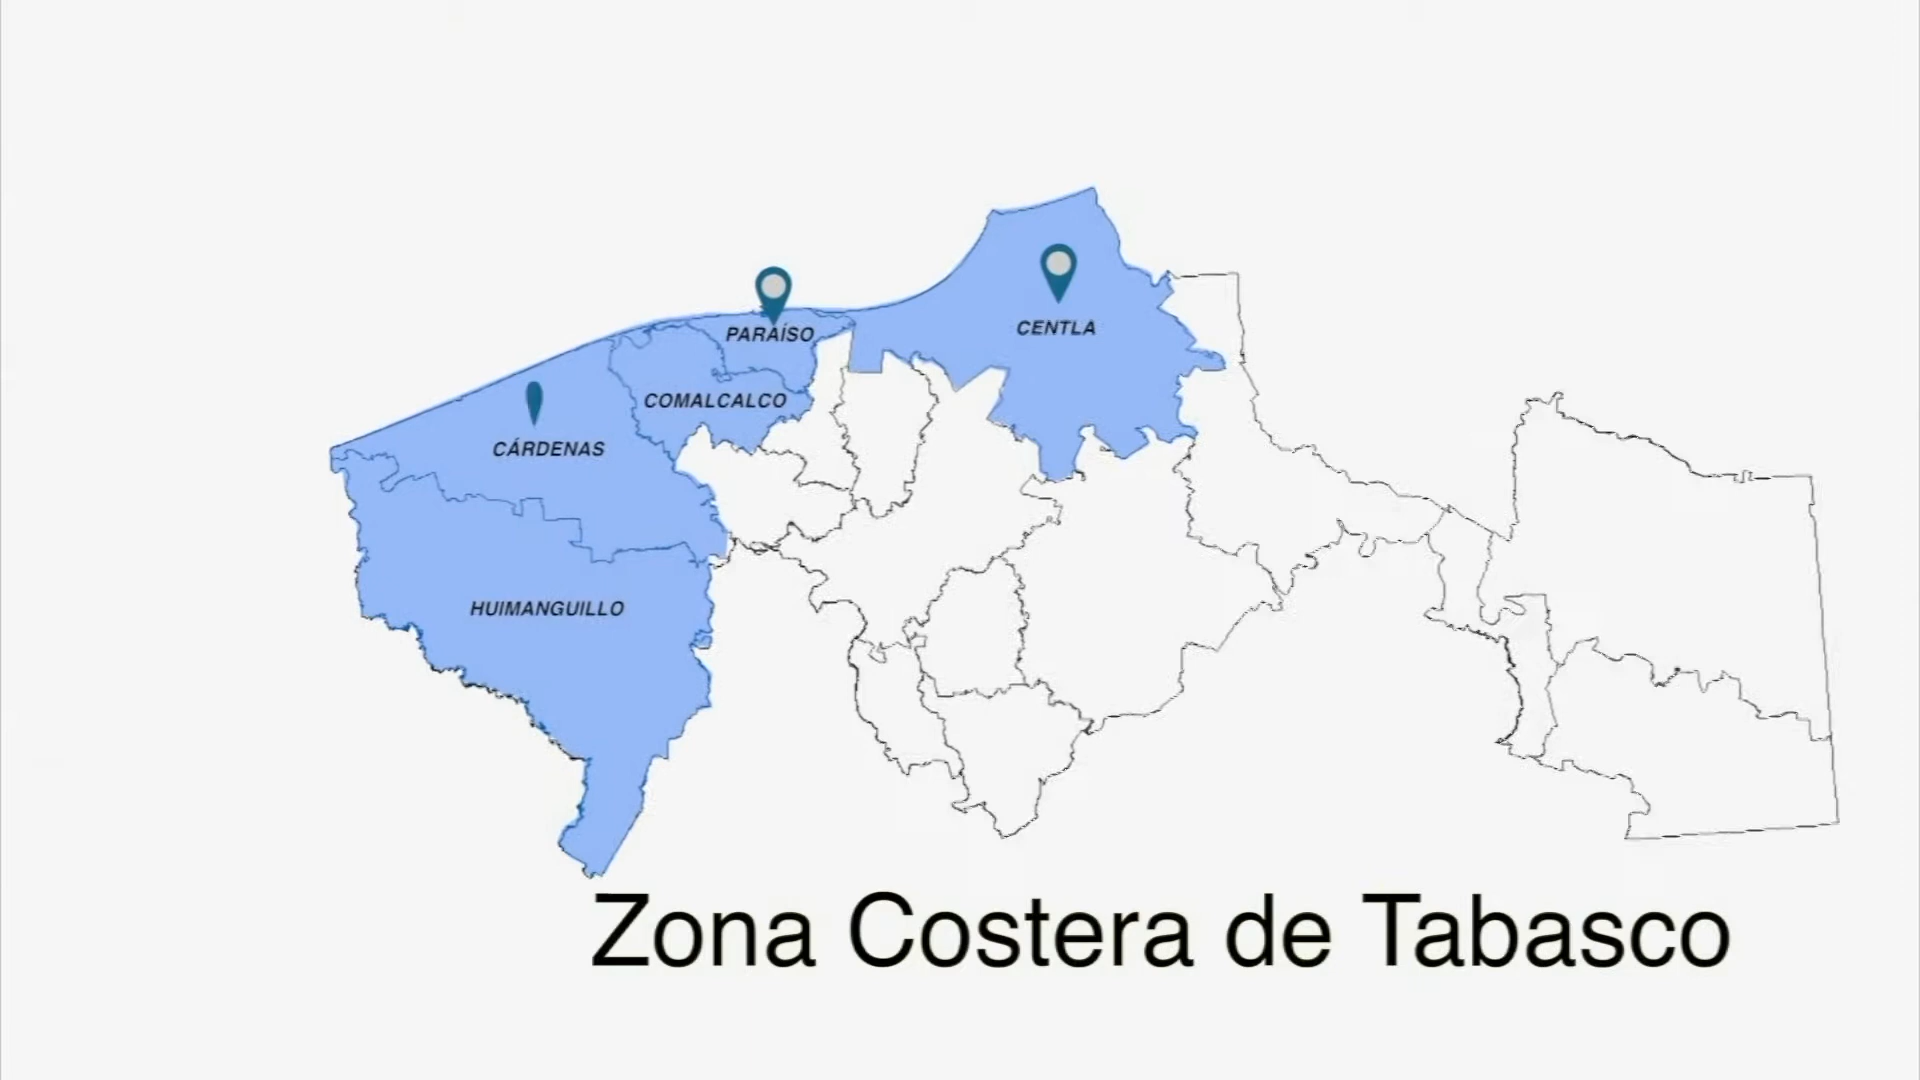 CENTLA
PARAÍSO
COMALCALCO
CÁRDENAS
HUIMANGUILLO
Zona Costera de Tabasco